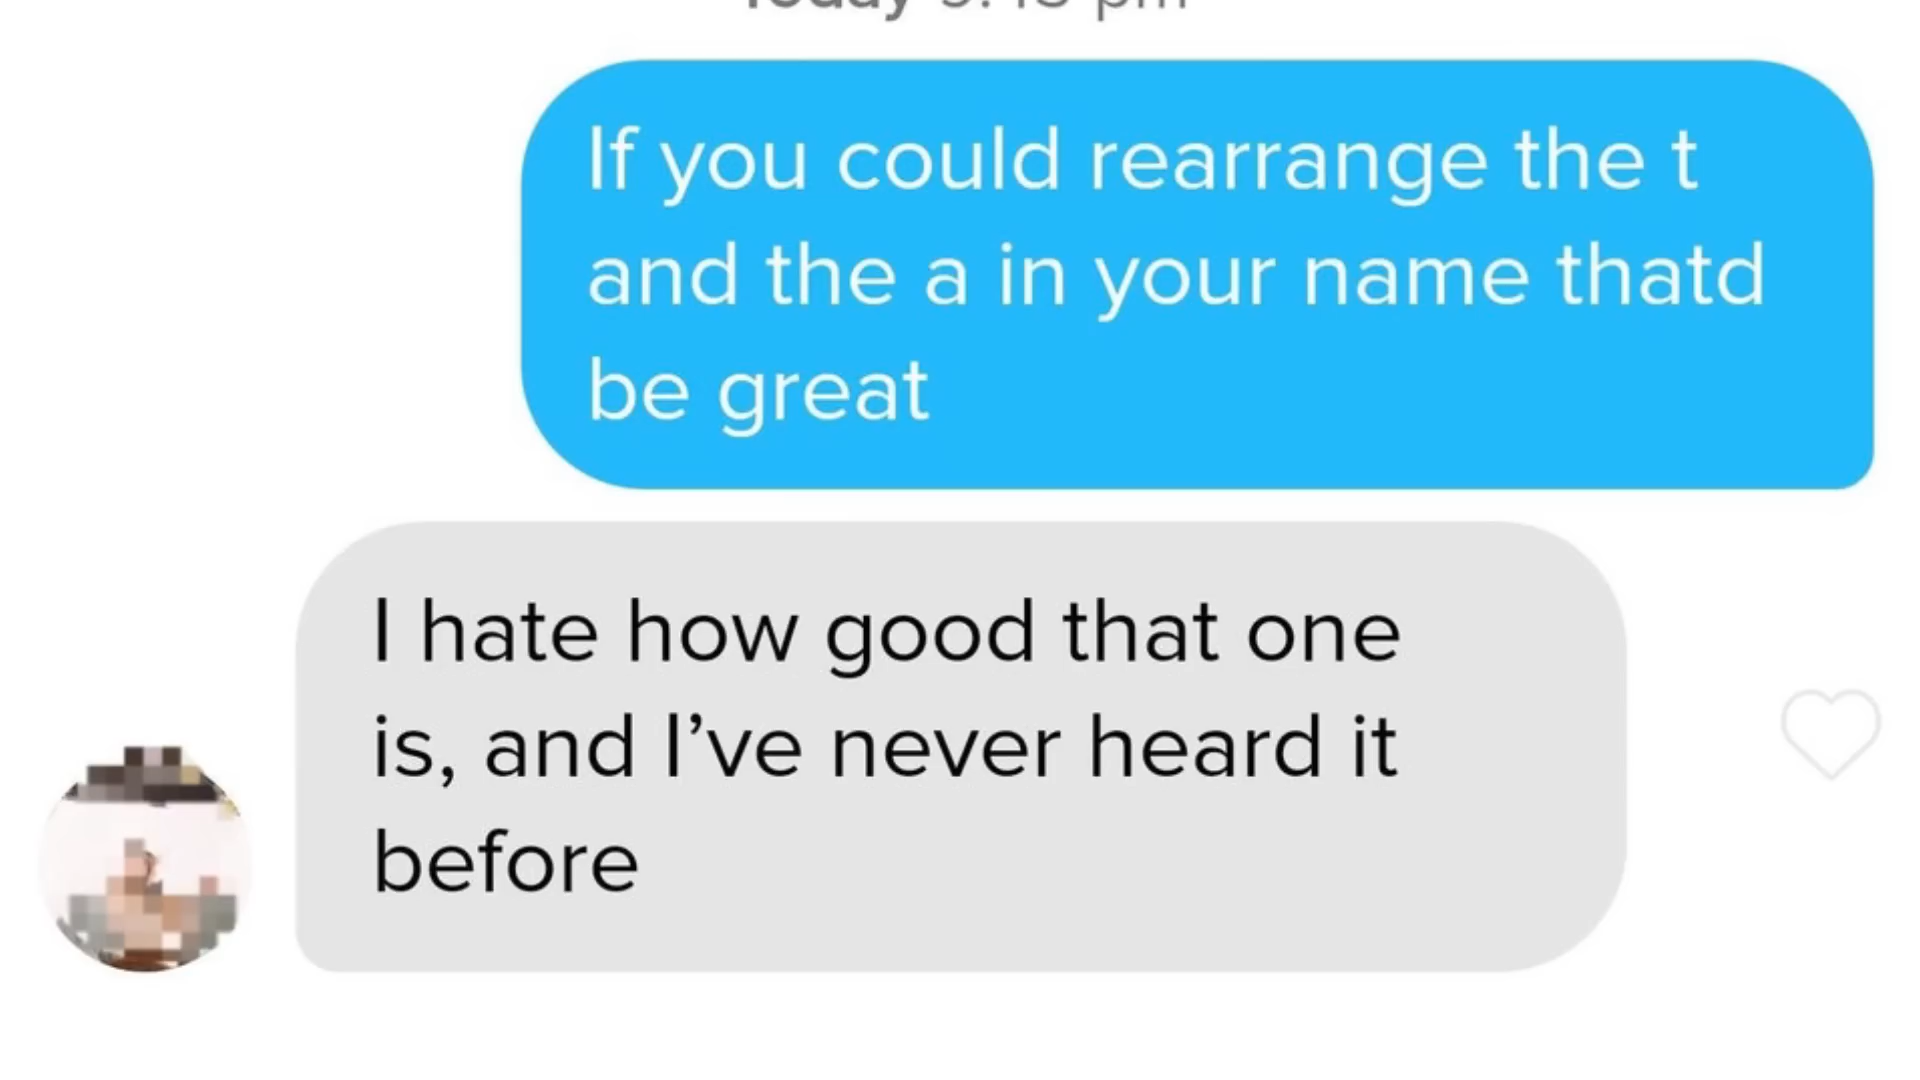 If you could rearrange the t
and the a in your name thatd
be great
I hate how good that one
is, and I’ve never heard it
before